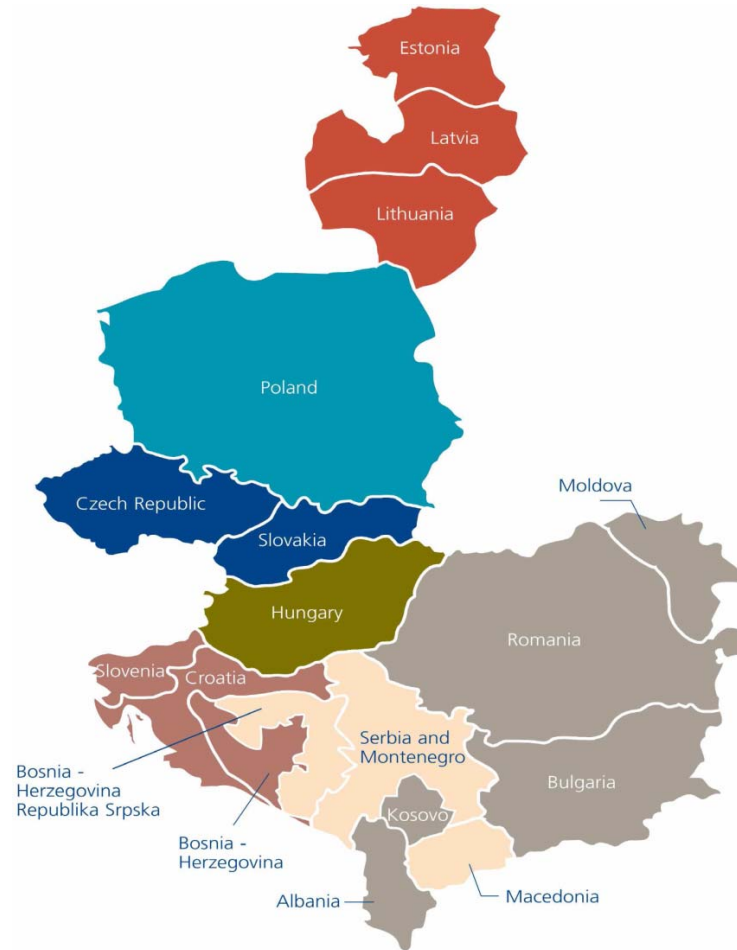 Estonia
Latvia
Lithuania
Poland
Czech Republic
Moldova
Slovakia
Hungary
Romania
Slovenia
Croatia
Serbia and
Montenegro
Bosnia -
Herzegovina
Republika Srpska
Bulgaria
Kosovo
Bosnia -
Herzegovina
Albania
Macedonia